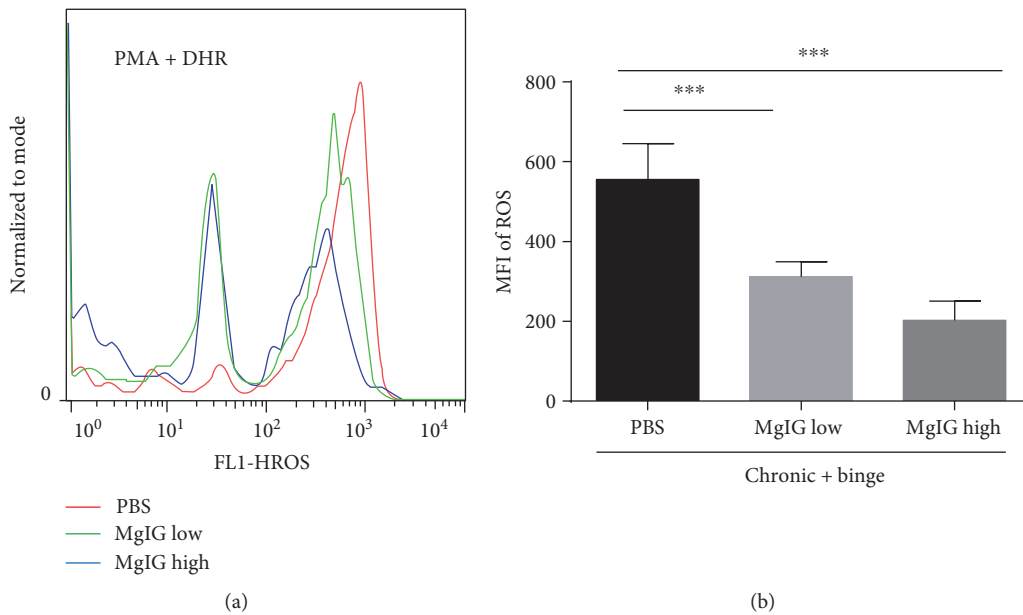 PMA + DHR
Normalized to mode
0
10^0 10^1 10^2 10^3 10^4
FL1-HROS
PBS
MgIG low
MgIG high
(a)
***
***
MFI of ROS
800
600
400
200
0
PBS MgIG low MgIG high
Chronic + binge
(b)